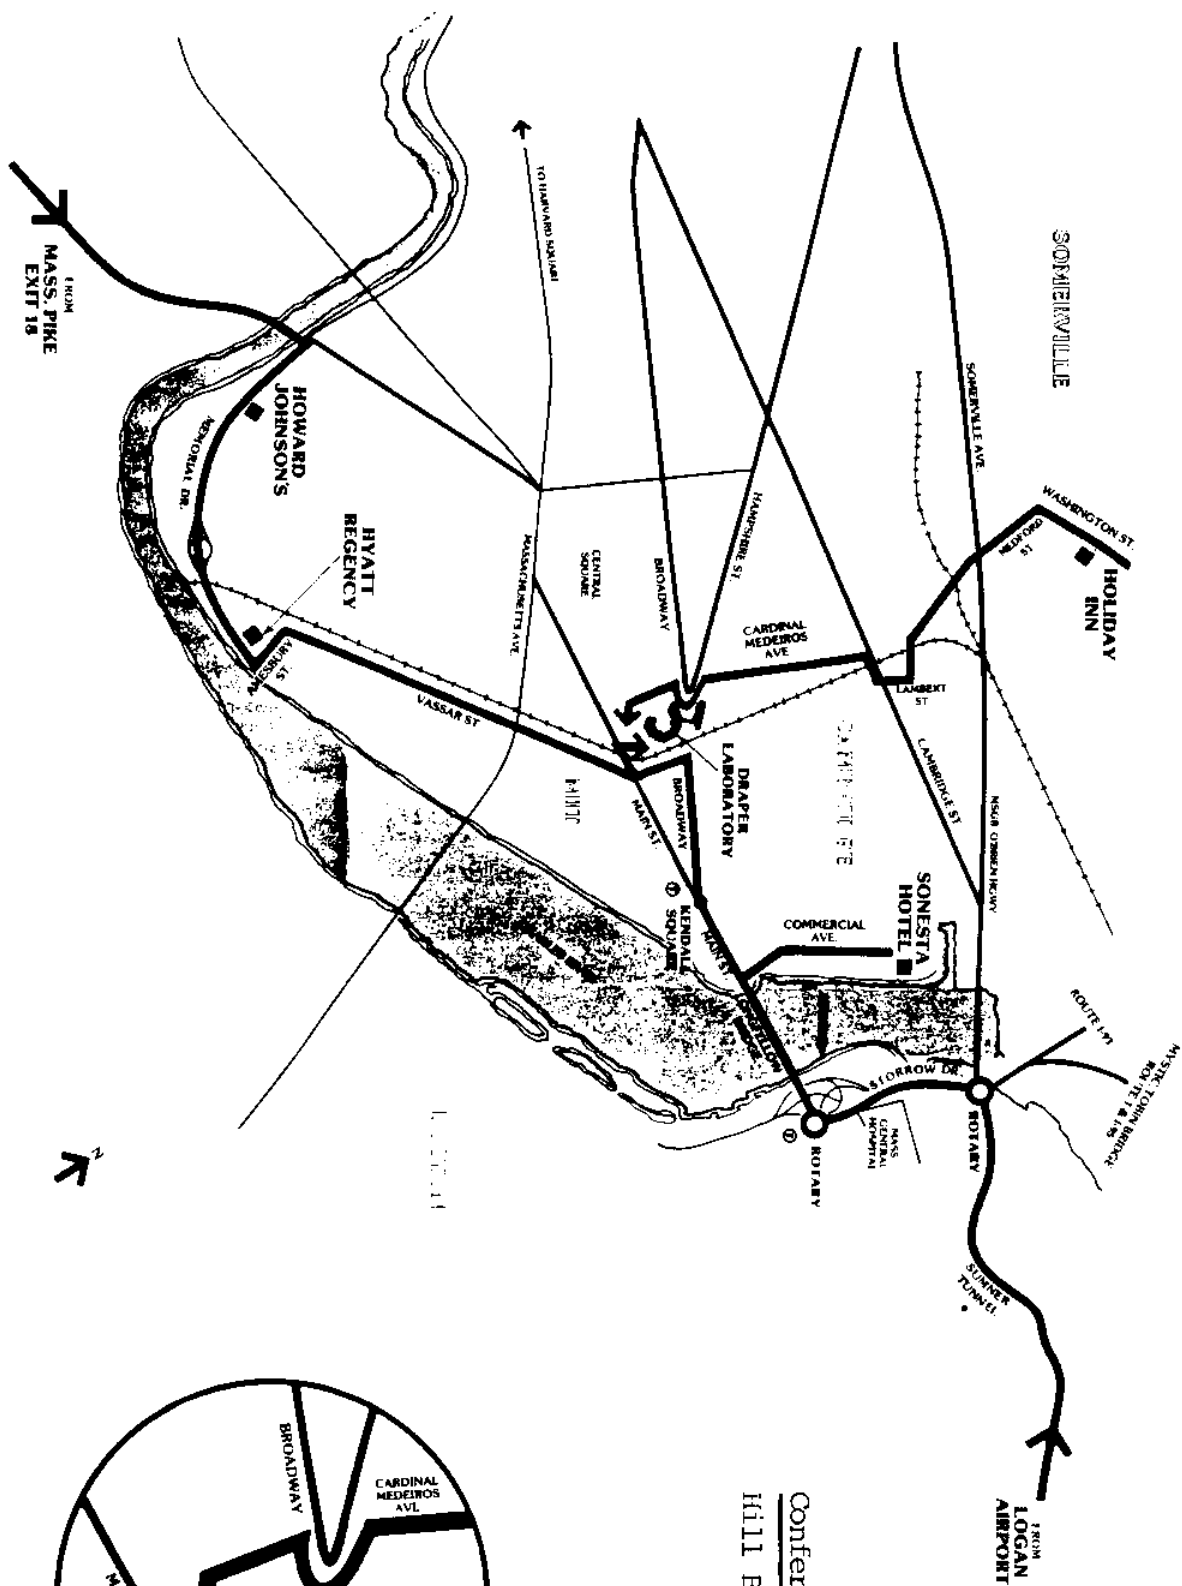 WASHINGTON ST.
HOLIDAY
INN
MYSTIC TOBIN BRIDGE
ROUTE 1 & I-95
ROUTE I-93
SOMERVILLE
MEDFORD
ST
FROM
LOGAN
AIRPORT
SOMERVILLE AVE
MSGR O'BRIEN HGWY
ROTARY
SUMNER
TUNNEL
LAMBERT
ST
CAMBRIDGE ST
SONESTA
HOTEL
STORROW DR.
MASS
GENERAL
HOSPITAL
CARDINAL
MEDEIROS
AVE
COMMERCIAL
AVE.
ROTARY
T
Confer
Hill B
HAMPSHIRE ST.
DRAPER
LABORATORY
LONGFELLOW
BRIDGE
MAIN ST
BROADWAY
BROADWAY
KENDALL
SQUARE
T
MAIN ST.
CENTRAL
SQUARE
TO HARVARD SQUARE
MASSACHUSETTS AVE.
VASSAR ST
HYATT
REGENCY
HOWARD
JOHNSON'S
AMESBURY
ST.
MEMORIAL DR.
FROM
MASS. PIKE
EXIT 18
N
CARDINAL
MEDEIROS
AVE
BROADWAY
M